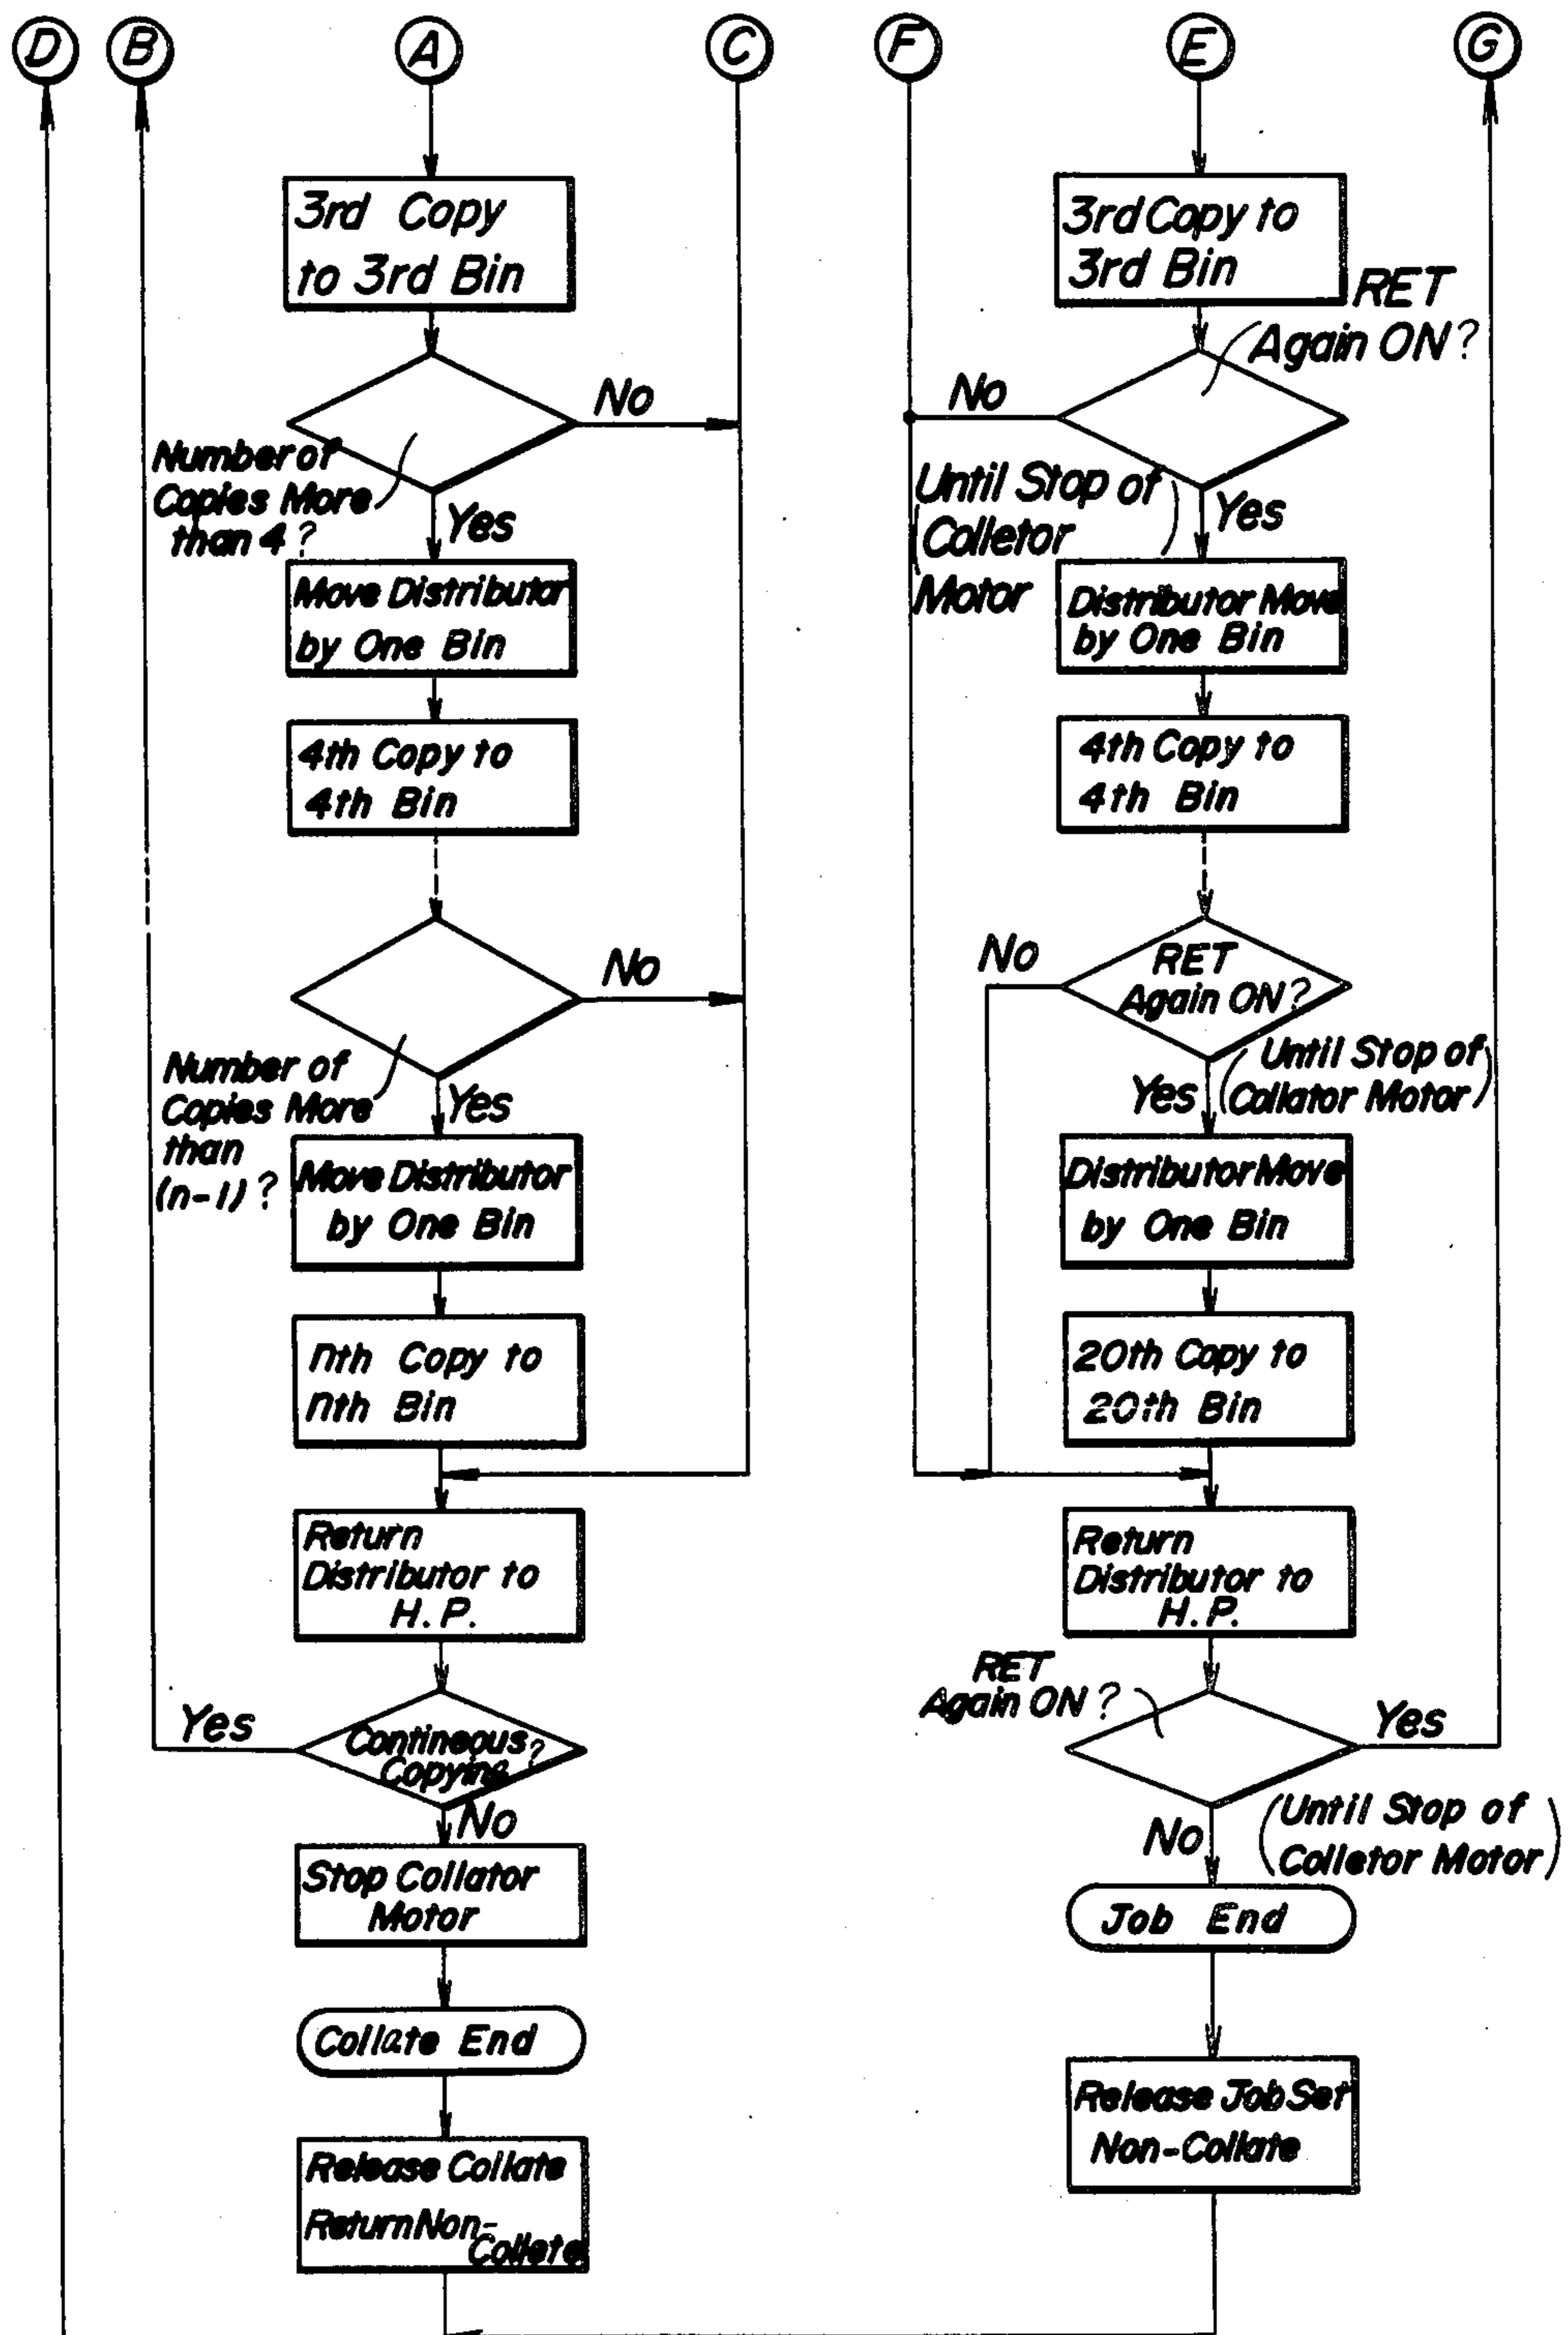 D B A C F E G
3rd Copy
to 3rd Bin
No
Number of
Copies More
than 4?
Yes
Move Distributor
by One Bin
4th Copy to
4th Bin
No
Number of
Copies More
than
(n-1)?
Yes
Move Distributor
by One Bin
nth Copy to
nth Bin
Return
Distributor to
H.P.
Yes
Contineous?
Copying
No
Stop Collator
Motor
Collate End
Release Collate
Return Non-
Collate
3rd Copy to
3rd Bin
RET
Again ON?
No
(Until Stop of
Colletor
Motor)
Yes
Distributor Move
by One Bin
4th Copy to
4th Bin
No
RET
Again ON?
(Until Stop of
Collator Motor)
Yes
Distributor Move
by One Bin
20th Copy to
20th Bin
Return
Distributor to
H.P.
RET
Again ON?
Yes
No
(Until Stop of
Colletor Motor)
Job End
Release Job Set
Non-Collate